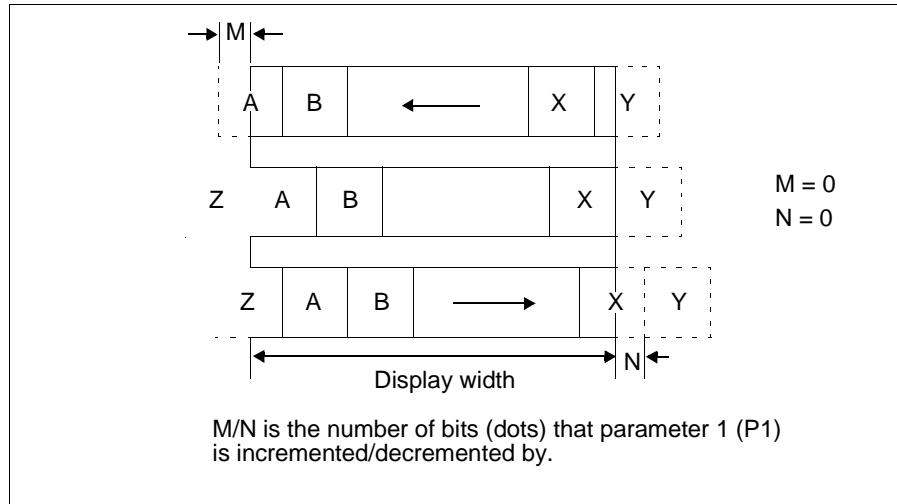 M
A B X Y
Z A B X Y
M = 0
N = 0
Z A B X Y
N
Display width
M/N is the number of bits (dots) that parameter 1 (P1)
is incremented/decremented by.